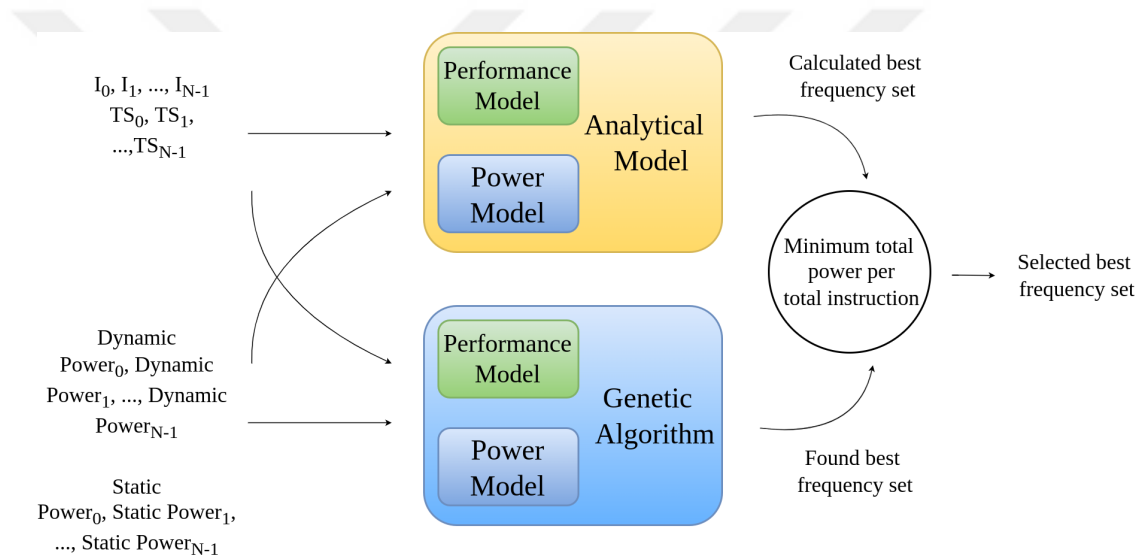 I0, I1, ..., IN-1
TS0, TS1,
...,TSN-1
Dynamic
Power0, Dynamic
Power1, ..., Dynamic
PowerN-1
Static
Power0, Static Power1,
..., Static PowerN-1
Performance
Model
Power
Model
Analytical
Model
Performance
Model
Power
Model
Genetic
Algorithm
Calculated best
frequency set
Minimum total
power per
total instruction
Found best
frequency set
Selected best
frequency set